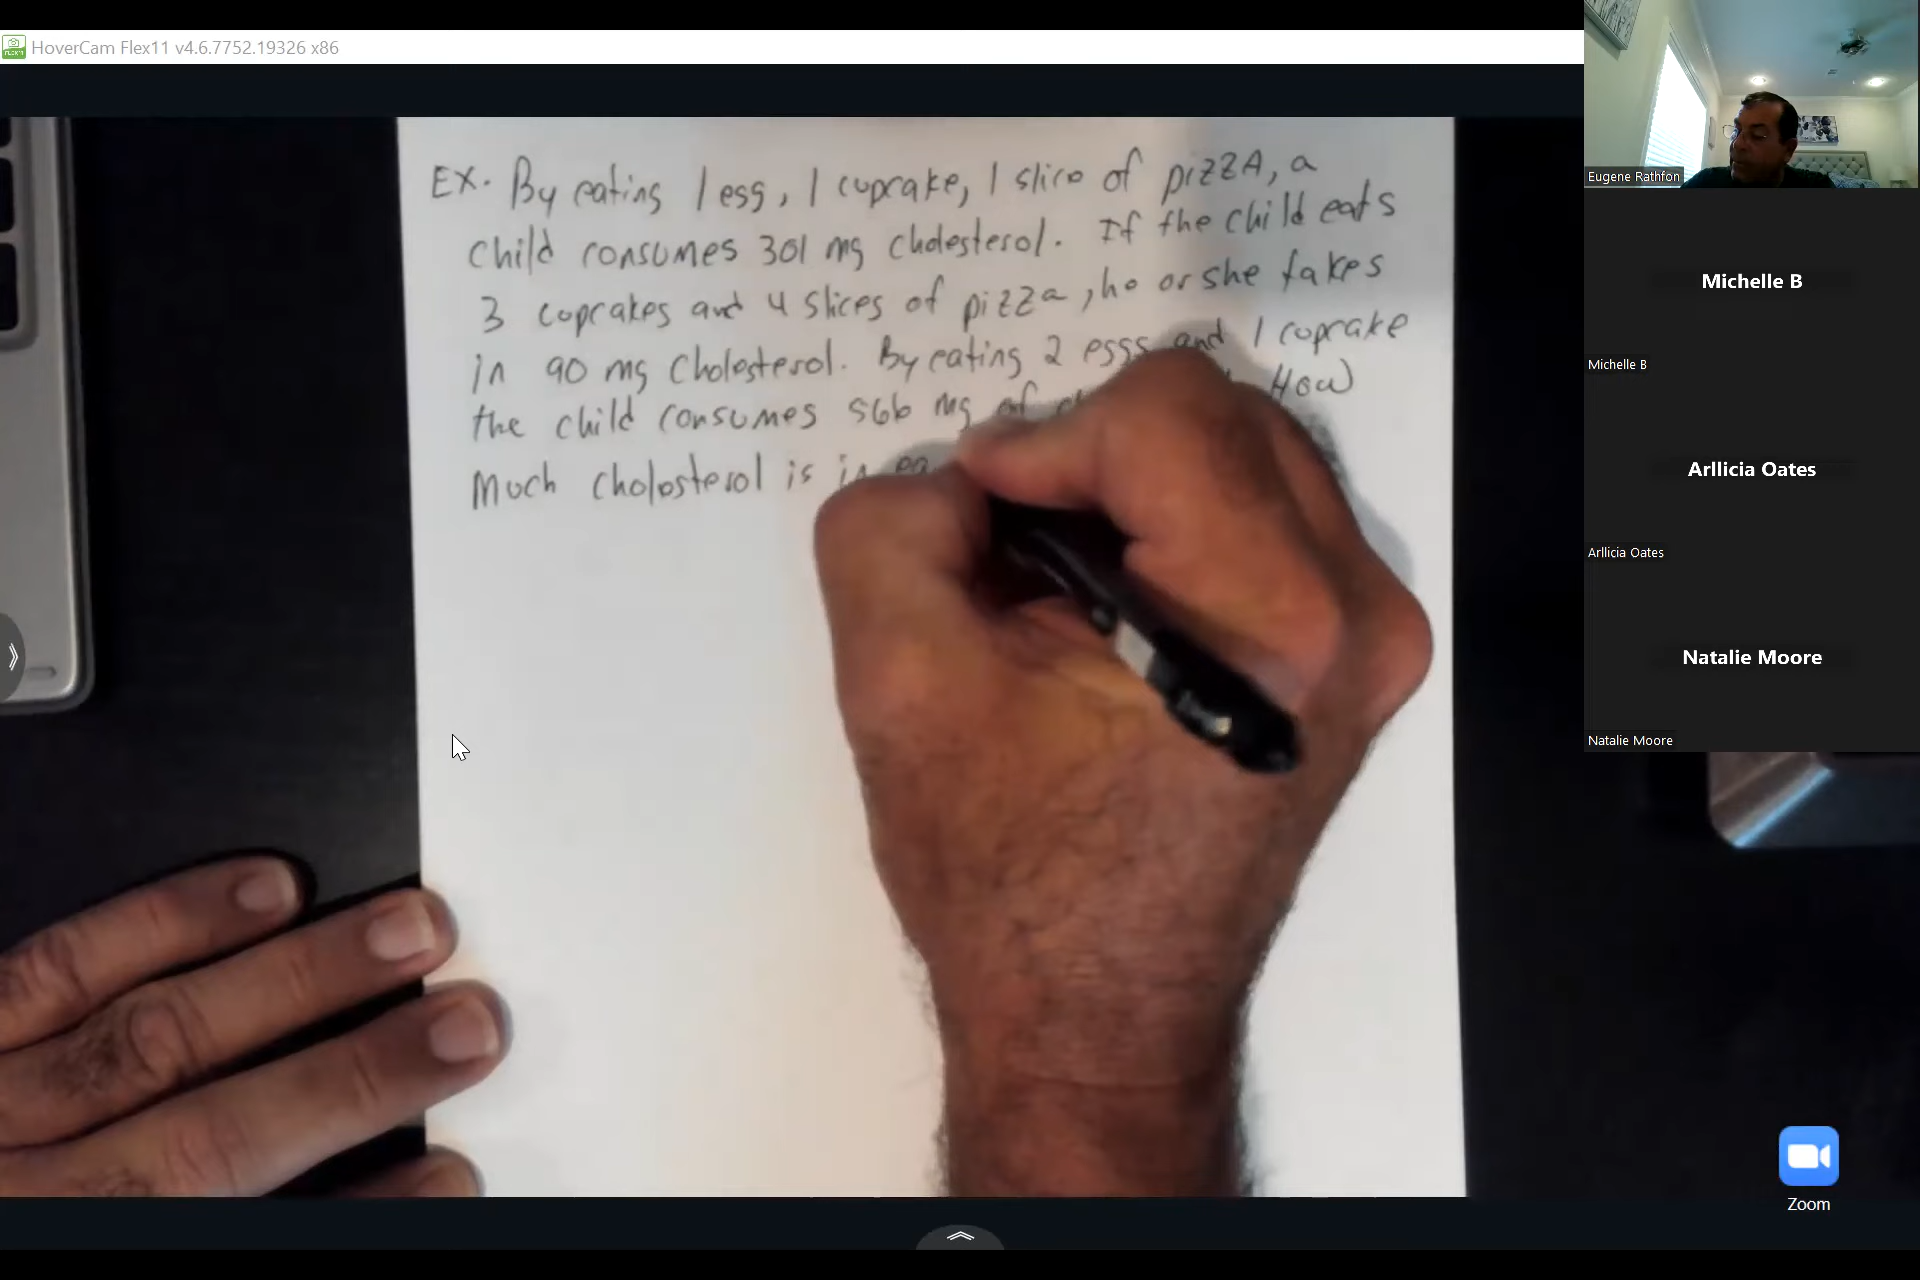 HoverCam Flex11 v4.6.7752.19326 x86
EX. By eating 1 egg, 1 cupcake, 1 slice of pizzA, a
child consumes 301 mg cholesterol. If the child eats
3 cupcakes and 4 slices of pizza, he or she takes
in 90 mg cholesterol. By eating 2 eggs and 1 cupcake
the child consumes 566 mg of How
Much cholesterol is in
Eugene Rathfon
Michelle B
Michelle B
Arllicia Oates
Arllicia Oates
Natalie Moore
Natalie Moore
Zoom